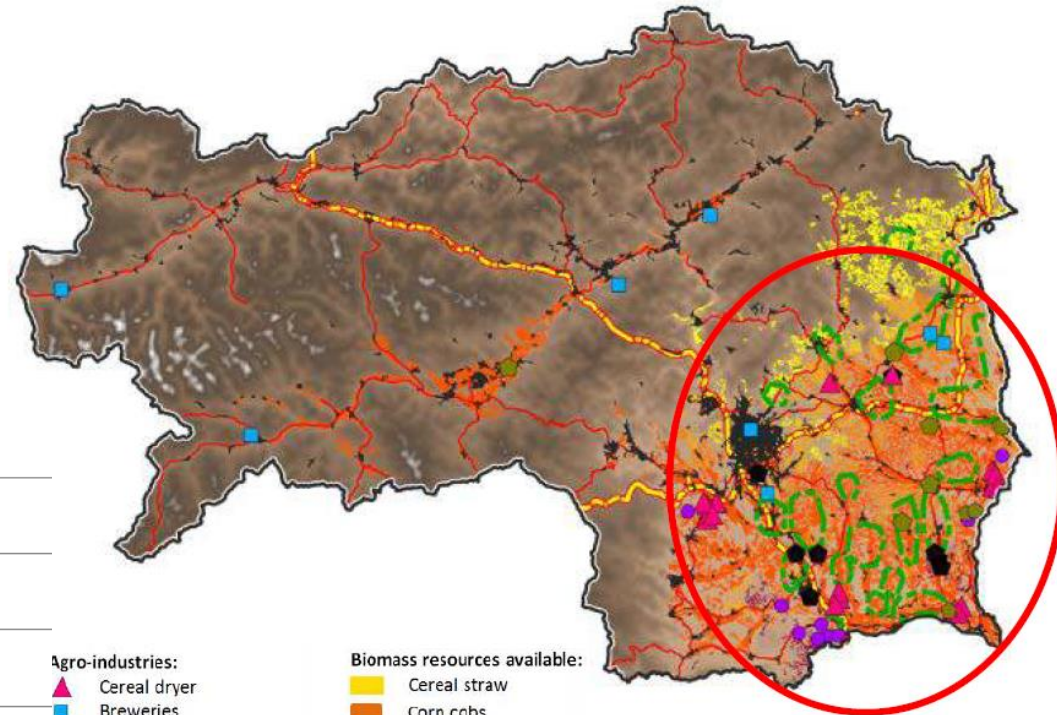 Agro-industries:
Cereal dryer
Breweries
Biomass resources available:
Cereal straw
Corn cobs